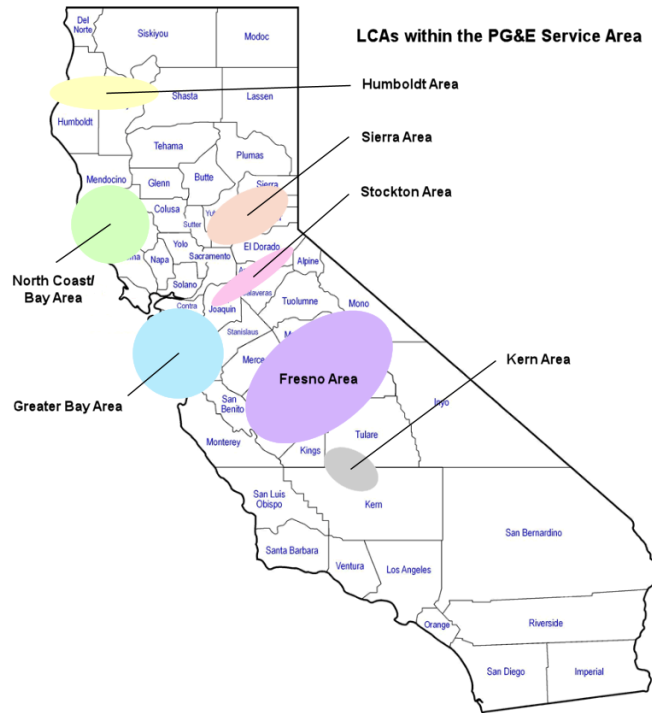 Del
Norte
Siskiyou
Modoc
LCAs within the PG&E Service Area
Humboldt Area
Shasta
Lassen
Humboldt
Sierra Area
Tehama
Plumas
Mendocino
Glenn
Butte
Sierra
Stockton Area
Colusa
Sutter
Yolo
El Dorado
Napa
Sacramento
Alpine
North Coast/
Bay Area
Solano
Contra
Joaquin
Tuolumne
Mono
Stanislaus
Kern Area
Fresno Area
Greater Bay Area
San
Benito
Tulare
Monterey
Kings
San Luis
Obispo
Kern
San Bernardino
Santa Barbara
Ventura
Los Angeles
Orange
Riverside
San Diego
Imperial